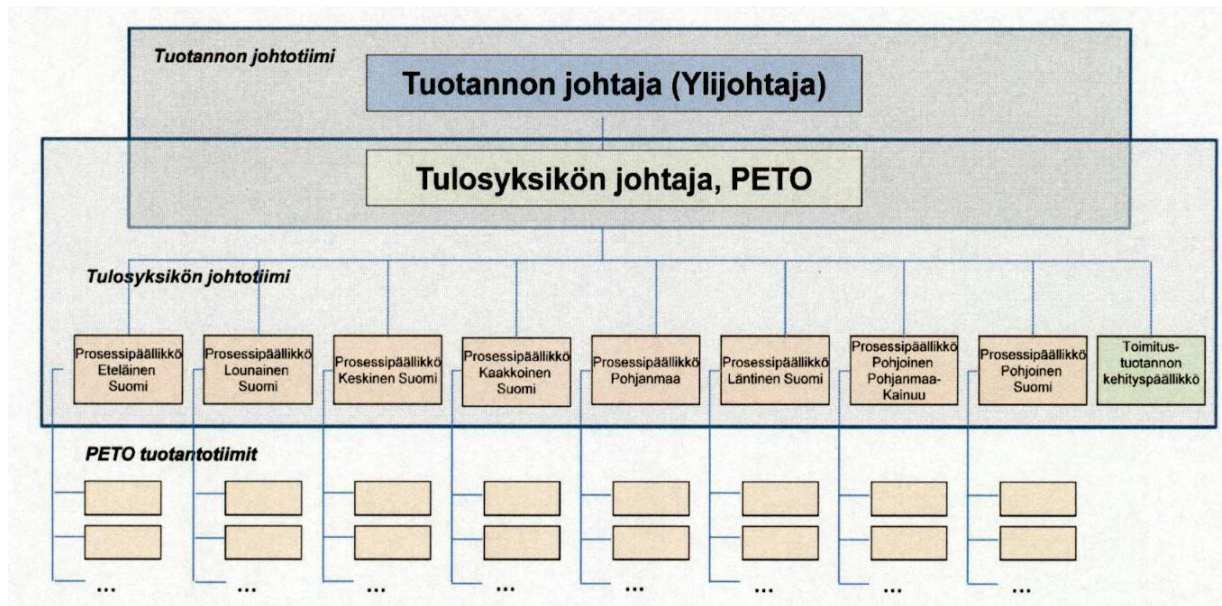 Tuotannon johtotiimi
Tuotannon johtaja (Ylijohtaja)
Tulosyksikön johtaja, PETO
Tulosyksikön johtotiimi
Prosessipäällikkö
Eteläinen
Suomi
Prosessipäällikkö
Lounainen
Suomi
Prosessipäällikkö
Keskinen Suomi
Prosessipäällikkö
Kaakkoinen
Suomi
Prosessipäällikkö
Pohjanmaa
Prosessipäällikkö
Läntinen Suomi
Prosessipäällikkö
Pohjoinen
Pohjanmaa-
Kainuu
Prosessipäällikkö
Pohjoinen
Suomi
Toimitus-
tuotannon
kehityspäällikkö
PETO tuotantotiimit
... ... ... ... ... ... ... ...